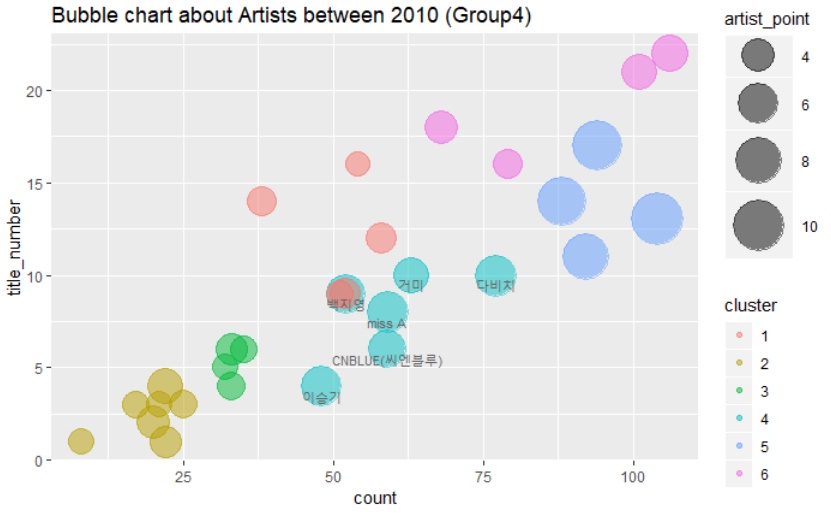 Bubble chart about Artists between 2010 (Group4)
title_number
20
15
10
5
0
거미
다비치
백지영
miss A
CNBLUE(씨엔블루)
이슬기
25
50
75
100
count
artist_point
4
6
8
10
cluster
1
2
3
4
5
6